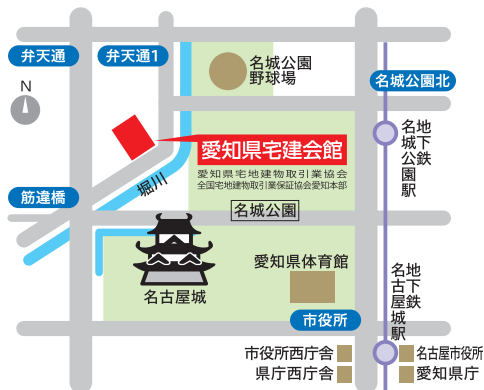 弁天通
弁天通1
名城公園
野球場
名城公園北
N
地下鉄
名城公園駅
愛知県宅建会館
愛知県宅地建物取引業協会
全国宅地建物取引業保証協会愛知本部
堀川
筋違橋
名城公園
愛知県体育館
名古屋城
地下鉄
名古屋城駅
市役所
市役所西庁舎
名古屋市役所
県庁西庁舎
愛知県庁